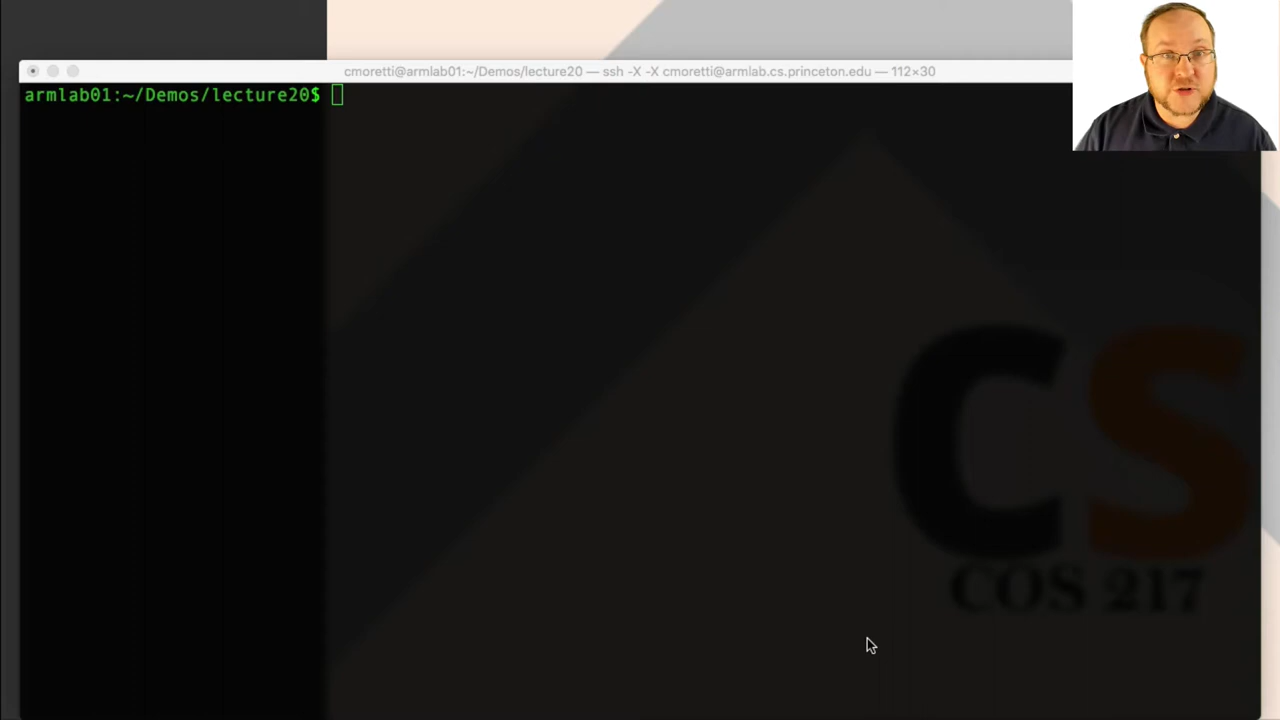 cmoretti@armlab01:~/Demos/lecture20 — ssh -X -X cmoretti@armlab.cs.princeton.edu — 112×30
armlab01:~/Demos/lecture20$
CS
COS 217